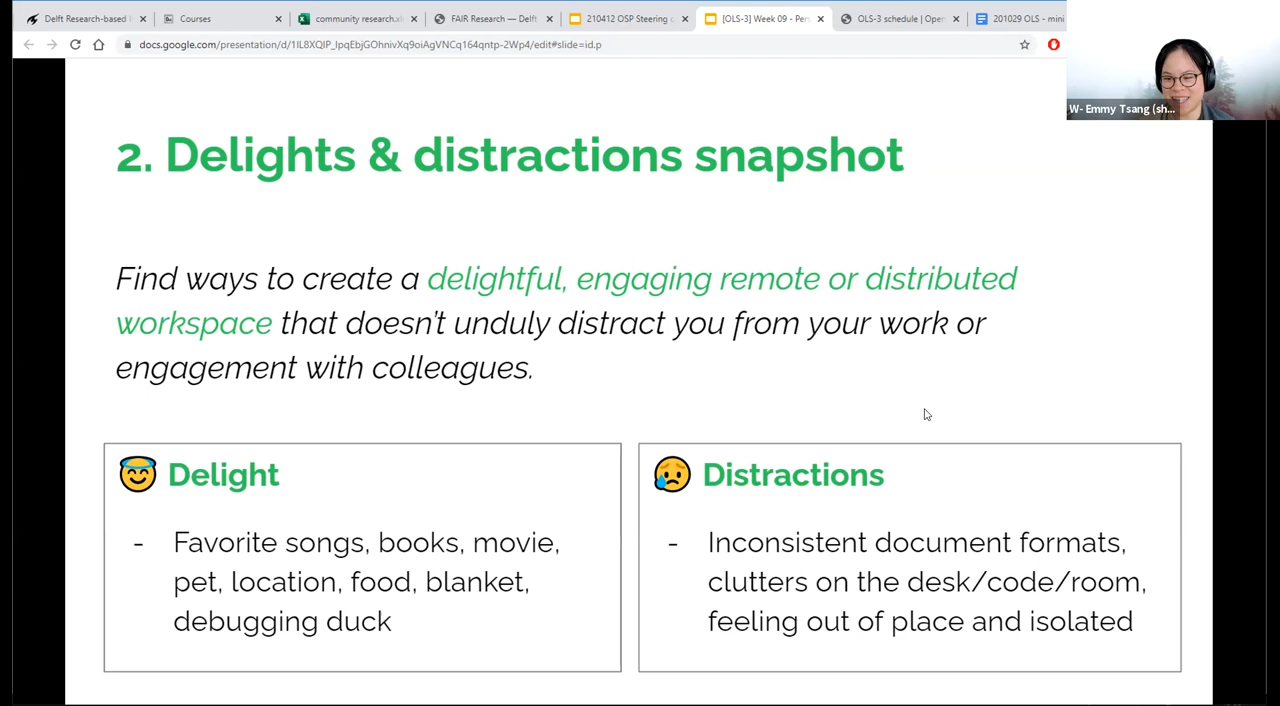 Delft Research-based l
Courses
community research.xl
FAIR Research — Delft
210412 OSP Steering c
[OLS-3] Week 09 - Per
OLS-3 schedule | Open
201029 OLS - mini
docs.google.com/presentation/d/1IL8XQIP_lpqEbjGOhnivXq9oiAgVNCq164qntp-2Wp4/edit#slide=id.p
W- Emmy Tsang (sh...
2. Delights & distractions snapshot
Find ways to create a delightful, engaging remote or distributed
workspace that doesn't unduly distract you from your work or
engagement with colleagues.
Delight
- Favorite songs, books, movie,
pet, location, food, blanket,
debugging duck
Distractions
- Inconsistent document formats,
clutters on the desk/code/room,
feeling out of place and isolated